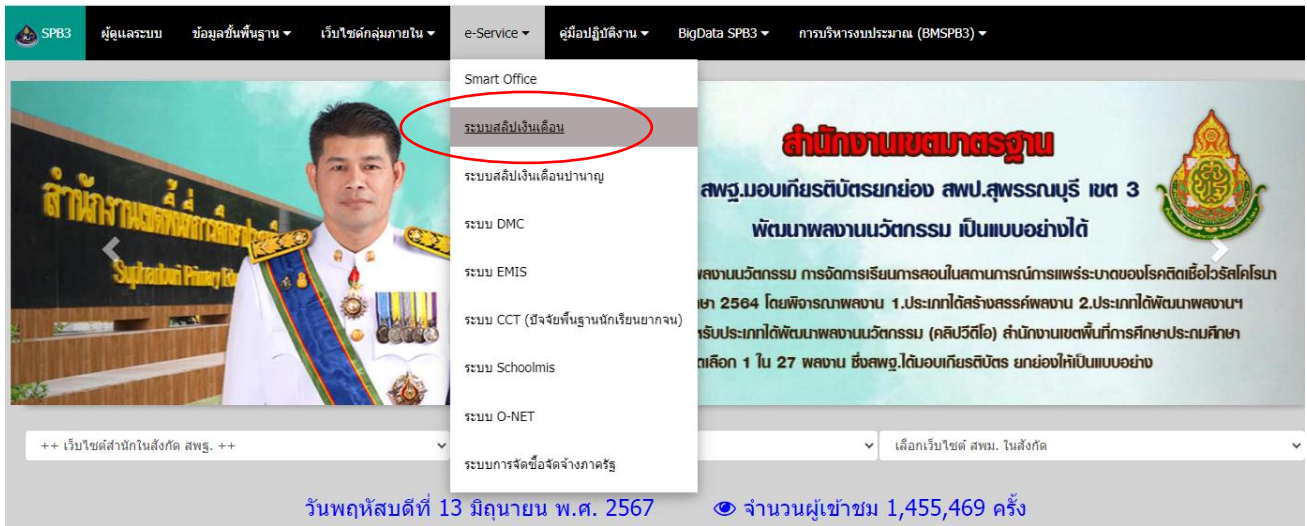 SPB3 ผู้ดูแลระบบ ข้อมูลขั้นพื้นฐาน เว็บไซต์กลุ่มภายใน e-Service คู่มือปฏิบัติงาน BigData SPB3 การบริหารงบประมาณ (BMSPB3)
Smart Office
ระบบสลิปเงินเดือน
ระบบสลิปเงินเดือนบำนาญ
ระบบ DMC
ระบบ EMIS
ระบบ CCT (ปัจจัยพื้นฐานนักเรียนยากจน)
ระบบ Schoolmis
ระบบ O-NET
ระบบการจัดซื้อจัดจ้างภาครัฐ
สำนักงานเขตพื้นที่การศึกษาประถม
Suphanburi Primary
สำนักงานเขตมาตรฐาน
สพฐ.มอบเกียรติบัตรยกย่อง สพป.สุพรรณบุรี เขต 3
พัฒนาผลงานนวัตกรรม เป็นแบบอย่างได้
ผลงานนวัตกรรม การจัดการเรียนการสอนในสถานการณ์การแพร่ระบาดของโรคติดเชื้อไวรัสโคโรนา
2564 โดยพิจารณาผลงาน 1.ประเภทได้สร้างสรรค์ผลงาน 2.ประเภทได้พัฒนาผลงานฯ
รับประเภทได้พัฒนาผลงานนวัตกรรม (คลิปวีดีโอ) สำนักงานเขตพื้นที่การศึกษาประถมศึกษา
เลือก 1 ใน 27 ผลงาน ซึ่งสพฐ.ได้มอบเกียรติบัตร ยกย่องให้เป็นแบบอย่าง
++ เว็บไซต์สำนักในสังกัด สพฐ. ++ เลือกเว็บไซต์ สพม. ในสังกัด
วันพฤหัสบดีที่ 13 มิถุนายน พ.ศ. 2567 จำนวนผู้เข้าชม 1,455,469 ครั้ง